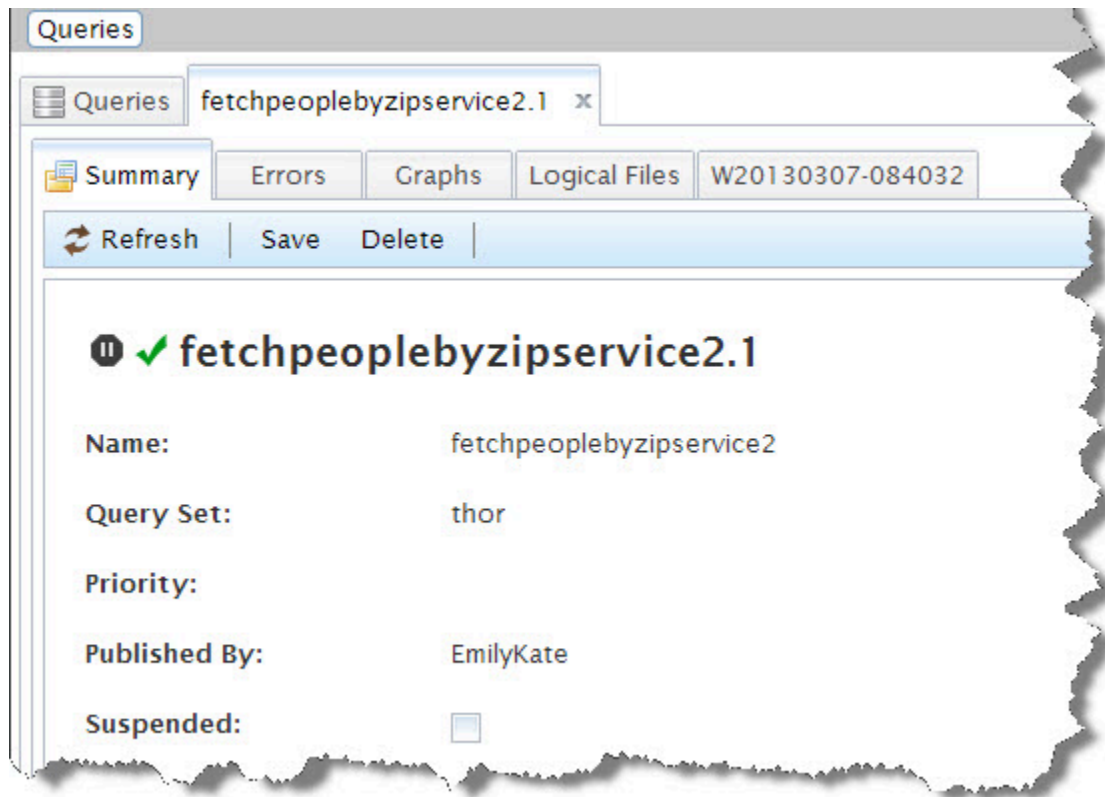 Queries
Queries fetchpeoplebyzipservice2.1 x
Summary Errors Graphs Logical Files W20130307-084032
Refresh Save Delete
fetchpeoplebyzipservice2.1
Name: fetchpeoplebyzipservice2
Query Set: thor
Priority:
Published By: EmilyKate
Suspended: